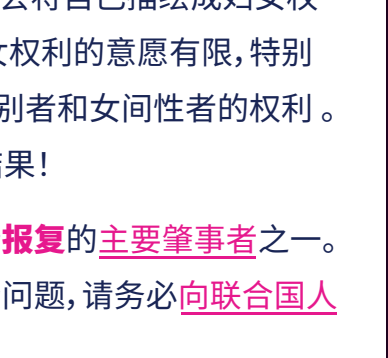 会将自己描绘成妇女权
女权利的意愿有限，特别
别者和女间性者的权利 。
结果！
报复的主要肇事者之一。
问题，请务必向联合国人